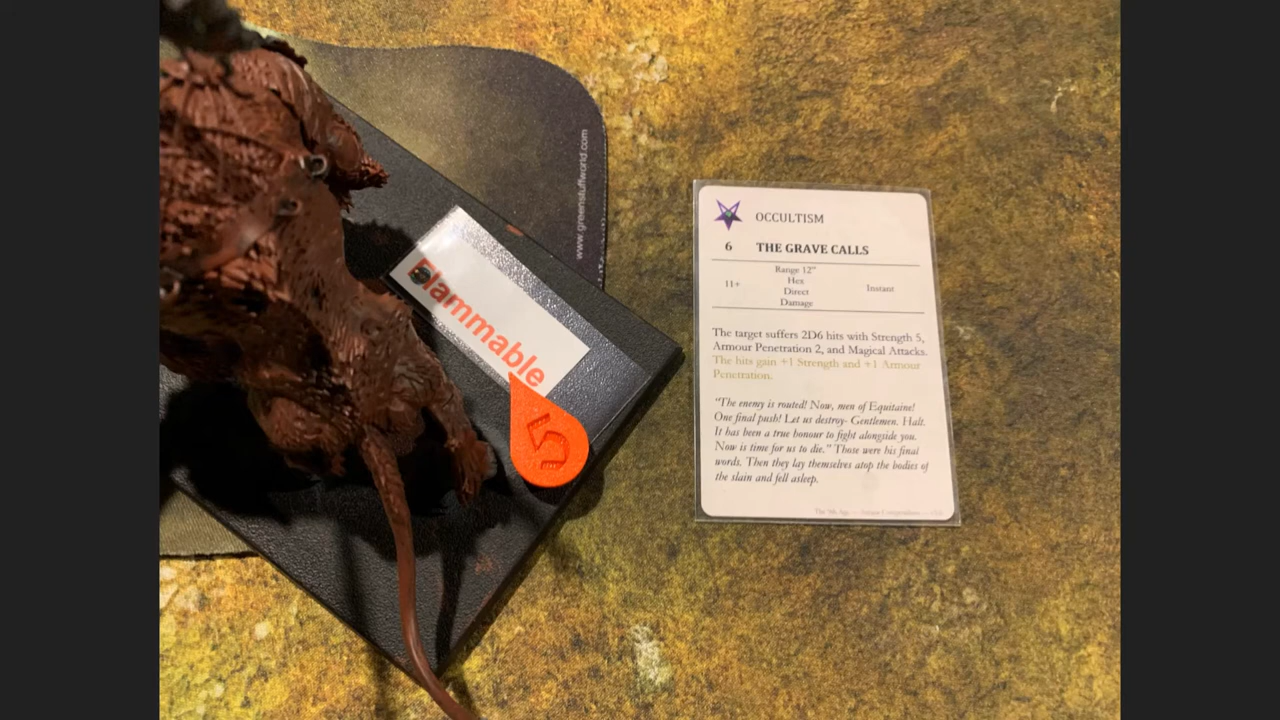 www.greenstuffworld.com
Flammable
5
OCCULTISM
6 THE GRAVE CALLS
11+
Range 12"
Hex
Direct
Damage
Instant
The target suffers 2D6 hits with Strength 5,
Armour Penetration 2, and Magical Attacks.
The hits gain +1 Strength and +1 Armour
Penetration.
"The enemy is routed! Now, men of Equitaine!
One final push! Let us destroy- Gentlemen. Halt.
It has been a true honour to fight alongside you.
Now is time for us to die." Those were his final
words. Then they lay themselves atop the bodies of
the slain and fell asleep.